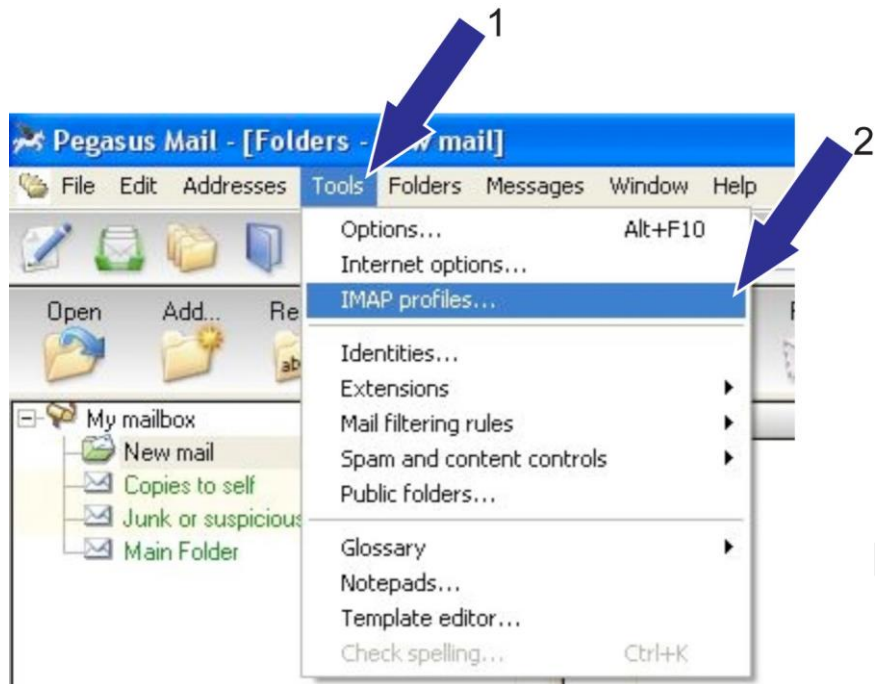 1
Pegasus Mail - [Folders - New mail]
2
File Edit Addresses Tools Folders Messages Window Help
Options... Alt+F10
Internet options...
IMAP profiles...
Open Add... Re
ab
Identities...
Extensions
Mail filtering rules
Spam and content controls
Public folders...
My mailbox
New mail
Copies to self
Junk or suspicious
Main Folder
Glossary
Notepads...
Template editor...
Check spelling... Ctrl+K